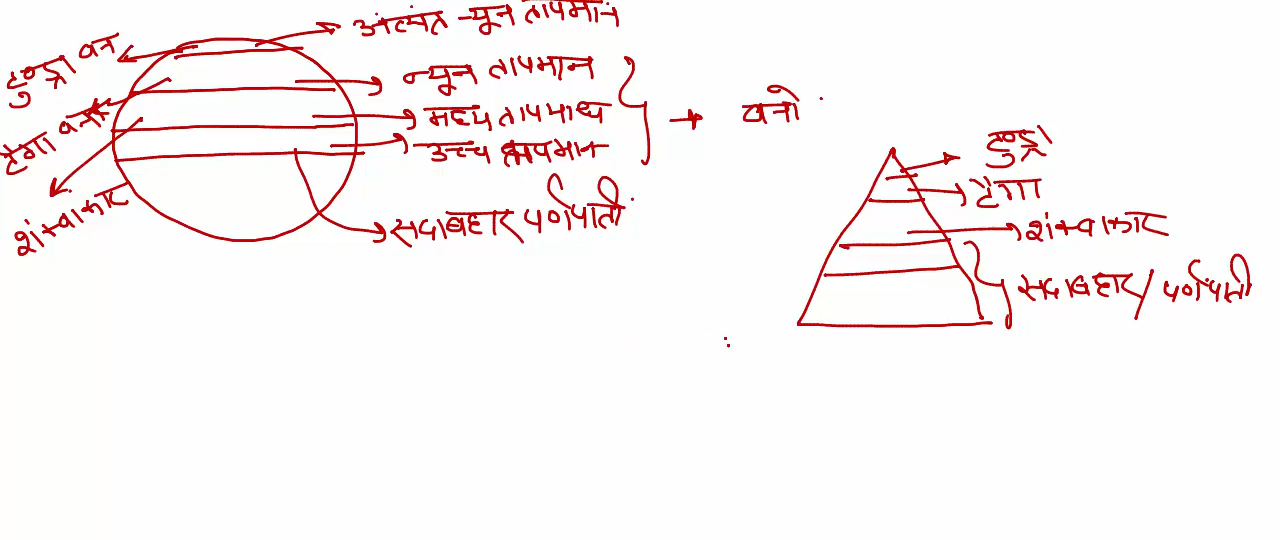 अत्यंत न्यून तापमान
टुण्ड्रा वन
न्यून तापमान
टैगा वन
मध्य तापमाध
वनो
उच्च तापमान
टुण्ड्रा
टैगा
शंक्वाकार
सदाबहार पर्णपाती
शंक्वाकार
सदाबहार/पर्णपाती